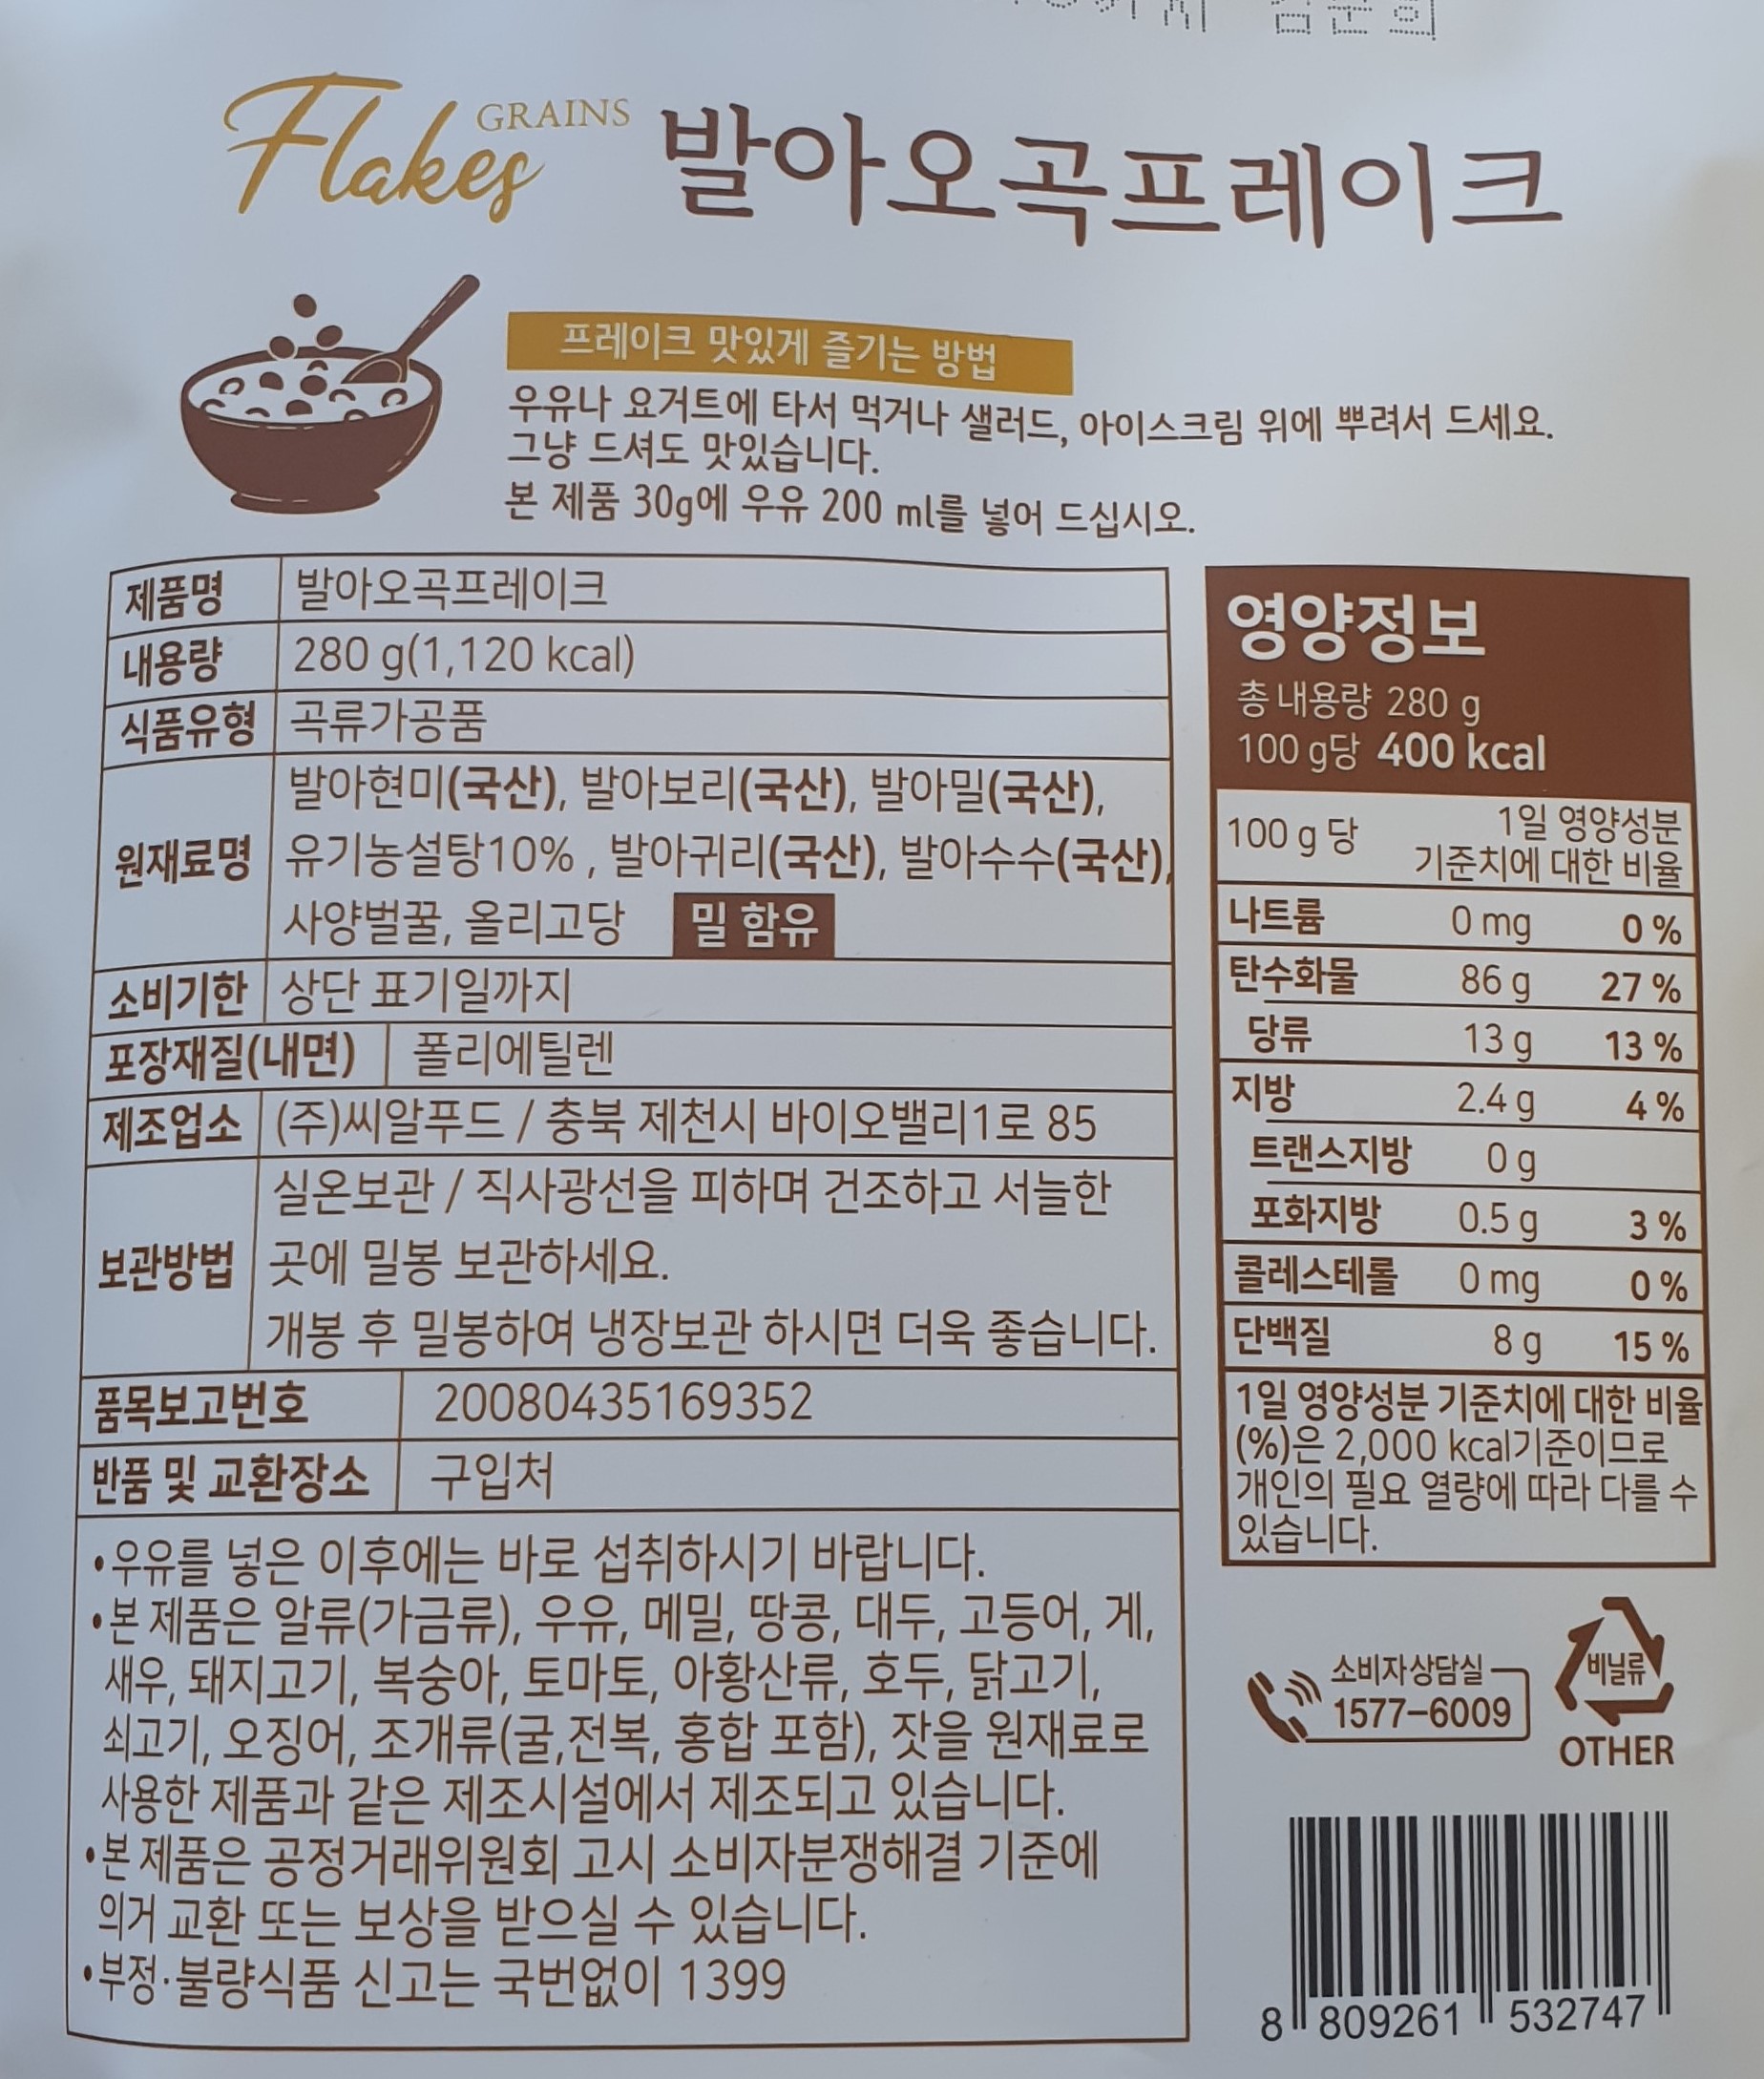 GRAINS
Flakes
발아오곡프레이크
프레이크 맛있게 즐기는 방법
우유나 요거트에 타서 먹거나 샐러드, 아이스크림 위에 뿌려서 드세요.
그냥 드셔도 맛있습니다.
본 제품 30g에 우유 200 ml를 넣어 드십시오.
제품명 발아오곡프레이크
내용량 280 g(1,120 kcal)
식품유형 곡류가공품
원재료명 발아현미(국산), 발아보리(국산), 발아밀(국산),
유기농설탕10% , 발아귀리(국산), 발아수수(국산),
사양벌꿀, 올리고당 밀 함유
소비기한 상단 표기일까지
포장재질(내면) 폴리에틸렌
제조업소 (주)씨알푸드 / 충북 제천시 바이오밸리1로 85
보관방법 실온보관 / 직사광선을 피하며 건조하고 서늘한
곳에 밀봉 보관하세요.
개봉 후 밀봉하여 냉장보관 하시면 더욱 좋습니다.
품목보고번호 20080435169352
반품 및 교환장소 구입처
•우유를 넣은 이후에는 바로 섭취하시기 바랍니다.
•본 제품은 알류(가금류), 우유, 메밀, 땅콩, 대두, 고등어, 게,
새우, 돼지고기, 복숭아, 토마토, 아황산류, 호두, 닭고기,
쇠고기, 오징어, 조개류(굴,전복, 홍합 포함), 잣을 원재료로
사용한 제품과 같은 제조시설에서 제조되고 있습니다.
•본 제품은 공정거래위원회 고시 소비자분쟁해결 기준에
의거 교환 또는 보상을 받으실 수 있습니다.
•부정·불량식품 신고는 국번없이 1399
영양정보
총 내용량 280 g
100 g당 400 kcal
100 g 당 1일 영양성분
기준치에 대한 비율
나트륨 0 mg 0 %
탄수화물 86 g 27 %
당류 13 g 13 %
지방 2.4 g 4 %
트랜스지방 0 g
포화지방 0.5 g 3 %
콜레스테롤 0 mg 0 %
단백질 8 g 15 %
1일 영양성분 기준치에 대한 비율
(%)은 2,000 kcal기준이므로
개인의 필요 열량에 따라 다를 수
있습니다.
소비자상담실
1577-6009
비닐류
OTHER
8 809261 532747